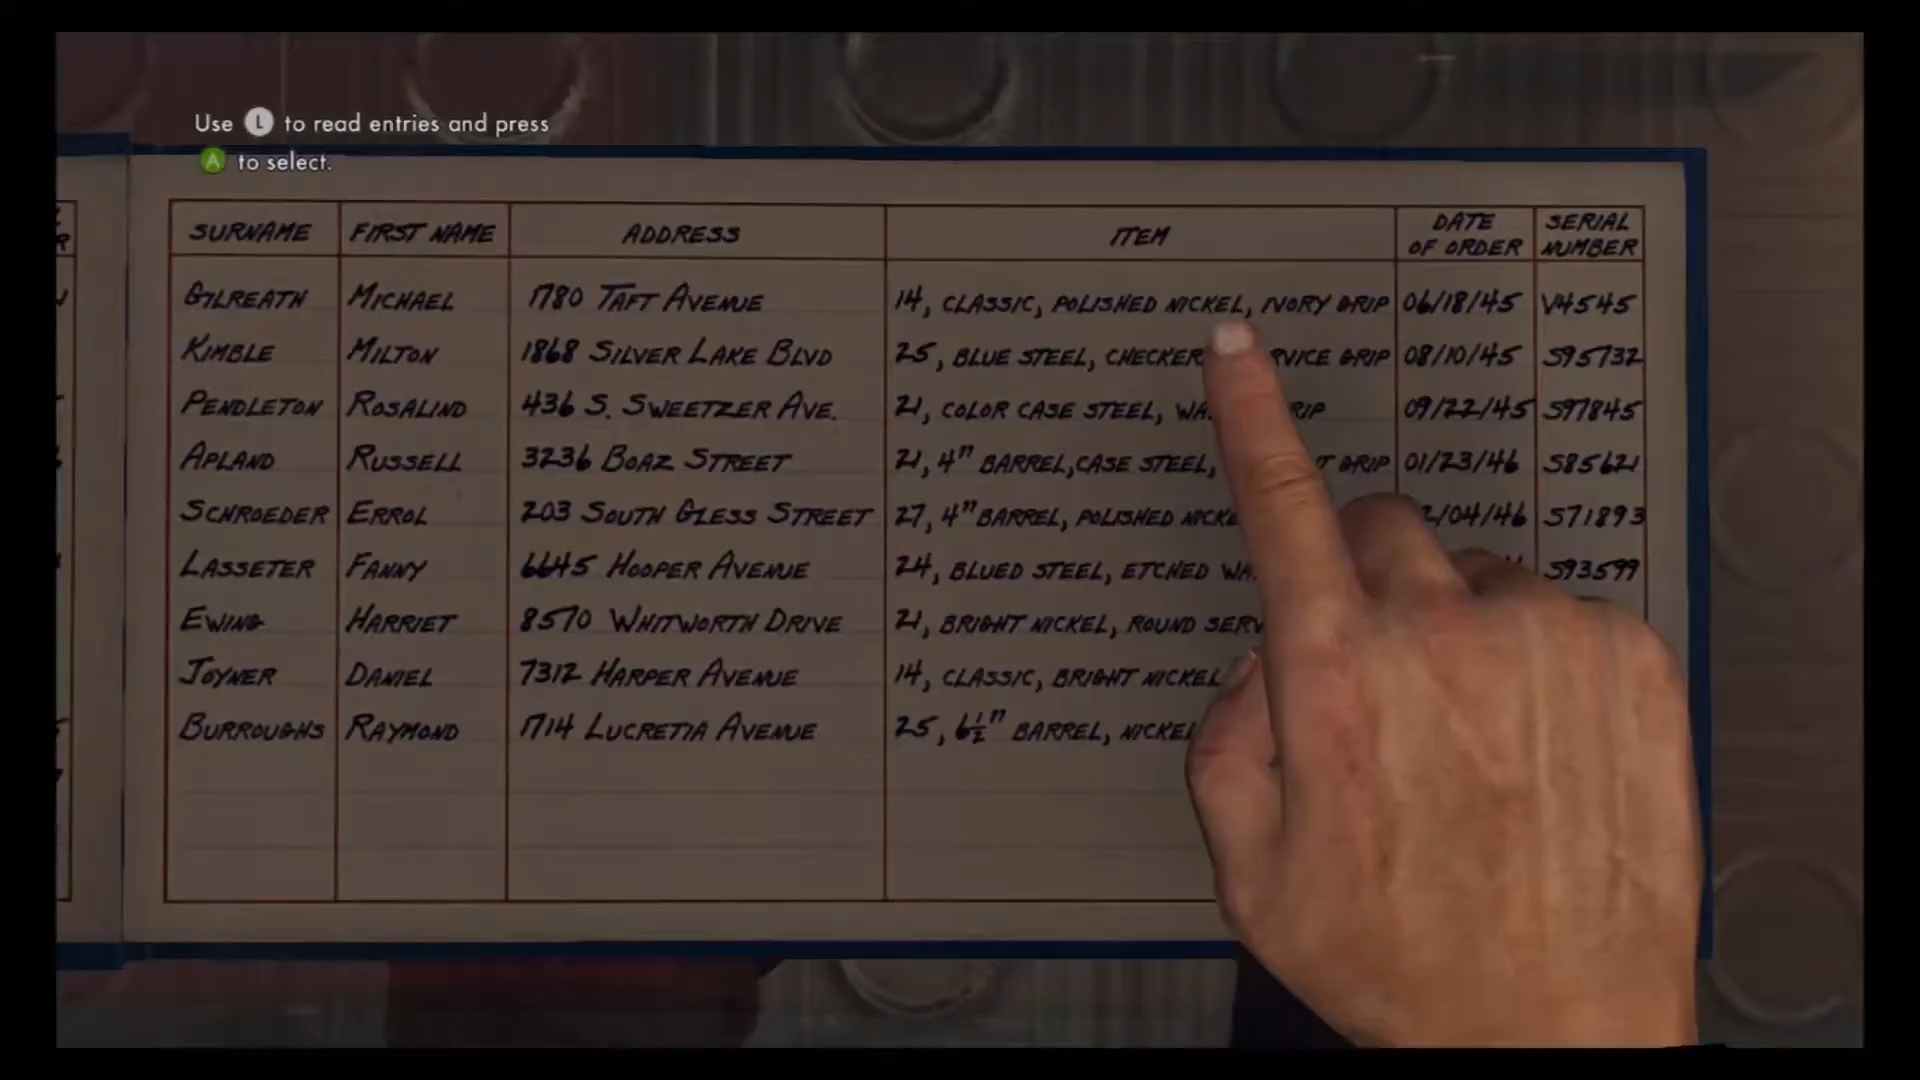 Use L to read entries and press
A to select.
SURNAME FIRST NAME ADDRESS ITEM DATE OF ORDER SERIAL NUMBER
GILREATH MICHAEL 1780 TAFT AVENUE 14, CLASSIC, POLISHED NICKEL, IVORY GRIP 06/18/45 V4545
KIMBLE MILTON 1868 SILVER LAKE BLVD 25, BLUE STEEL, GRIP 08/10/45 S95732
PENDLETON ROSALIND 436 S. SWEETZER AVE. 21, COLOR CASE STEEL, 09/22/45 S97845
APLAND RUSSELL 3236 BOAZ STREET 21, 4" BARREL, CASE STEEL, GRIP 01/23/46 S85621
SCHROEDER ERROL 203 SOUTH GLESS STREET 27, 4" BARREL, POLISHED /04/46 S71893
LASSETER FANNY 6645 HOOPER AVENUE 24, BLUED STEEL, ETCHED S93599
EWING HARRIET 8570 WHITWORTH DRIVE 21, BRIGHT NICKEL, ROUND
JOYNER DANIEL 7312 HARPER AVENUE 14, CLASSIC, BRIGHT NICKEL
BURROUGHS RAYMOND 1714 LUCRETIA AVENUE 25, 6½" BARREL, NICKEL